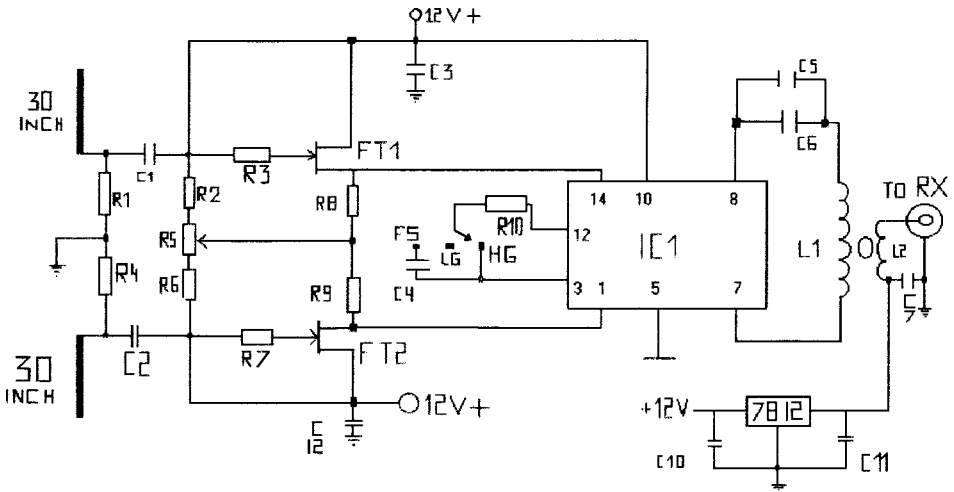 12V+
C3
C5
30
INCH
C6
FT1
C1
R3
R1
R2
R8
14
10
8
TO RX
R10
12
IC1
R5
FS
LG
HG
L1
L2
R4
R6
R9
C4
3
1
5
7
C
7
C2
R7
FT2
30
INCH
12V+
+12V
7812
C
12
C10
C11